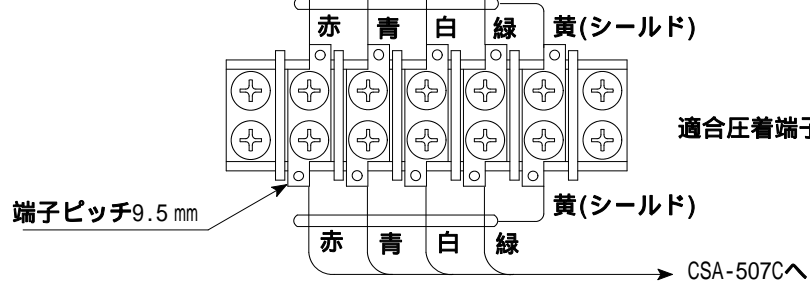 赤 青 白 緑 黄(シールド)
適合圧着端子
端子ピッチ9.5㎜
黄(シールド)
赤 青 白 緑
CSA-507Cへ